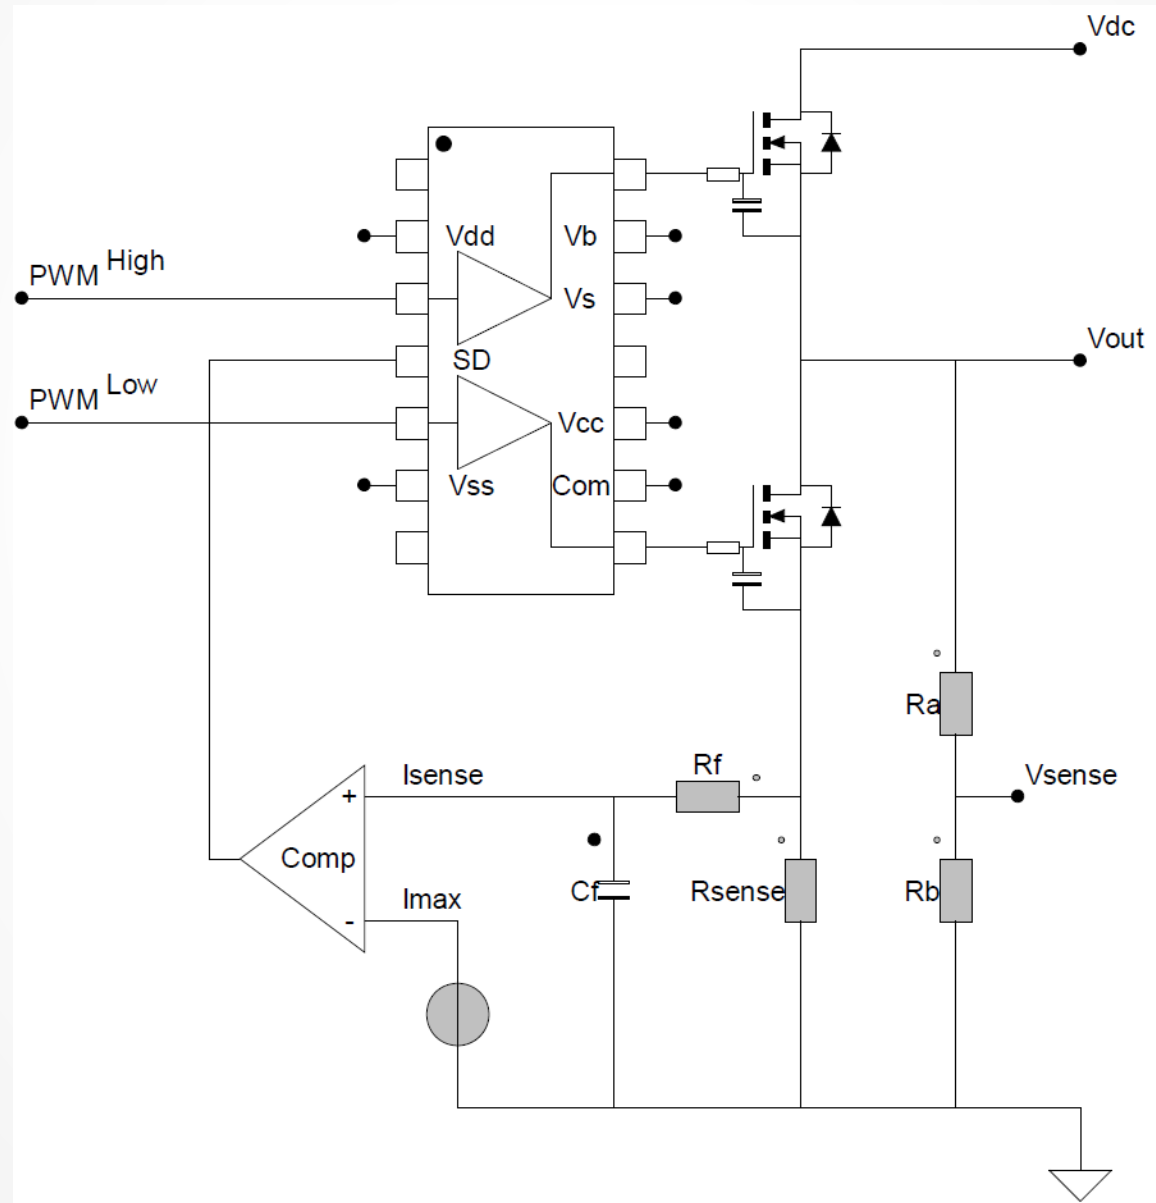 Vdc
Vdd
Vb
PWM High
Vs
Vout
SD
PWM Low
Vcc
Vss
Com
Ra
Rf
Isense
Vsense
+
Comp
Cf
Rsense
Rb
Imax
-